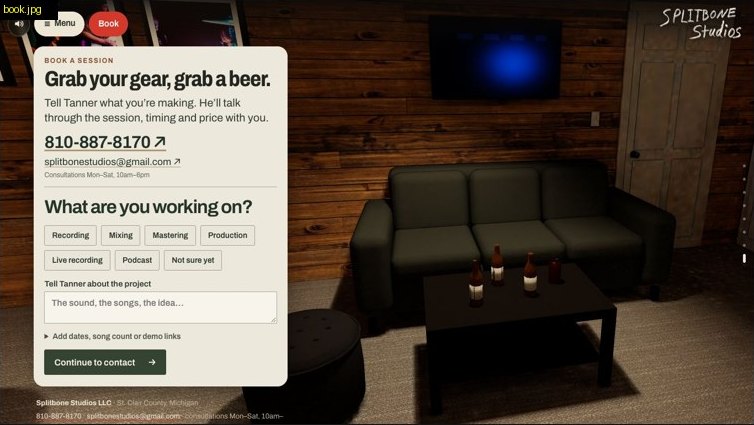 book.jpg
Menu
Book
SPLITBONE
Studios
BOOK A SESSION
Grab your gear, grab a beer.
Tell Tanner what you're making. He'll talk
through the session, timing and price with you.
810-887-8170 ↗
splitbonestudios@gmail.com ↗
Consultations Mon–Sat, 10am–6pm
What are you working on?
Recording
Mixing
Mastering
Production
Live recording
Podcast
Not sure yet
Tell Tanner about the project
The sound, the songs, the idea...
Add dates, song count or demo links
Continue to contact →
Splitbone Studios LLC · St. Clair County, Michigan
810-887-8170 · splitbonestudios@gmail.com · consultations Mon–Sat, 10am–